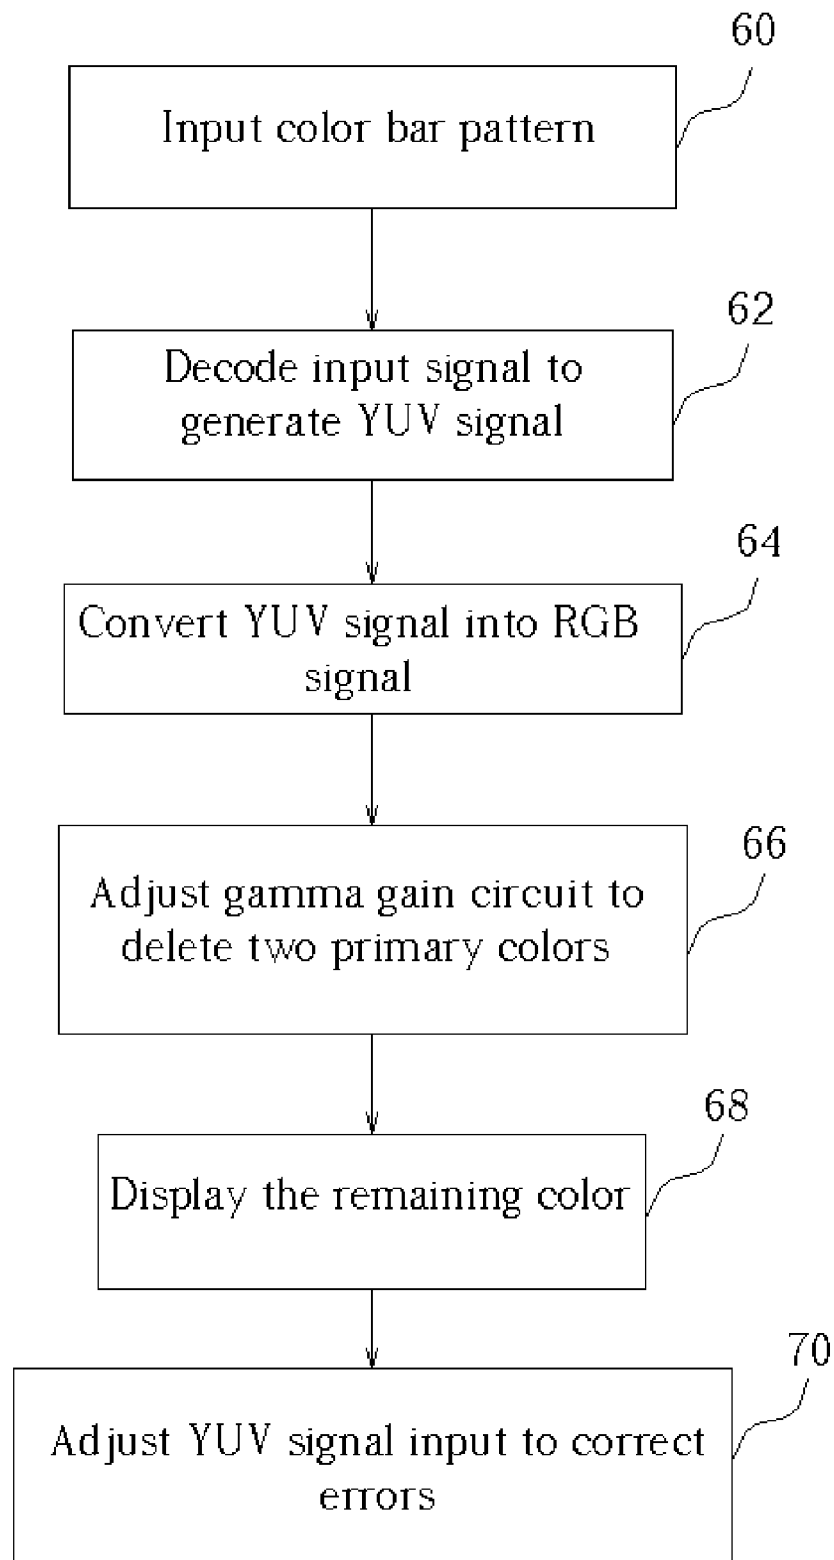 60
Input color bar pattern
62
Decode input signal to
generate YUV signal
64
Convert YUV signal into RGB
signal
66
Adjust gamma gain circuit to
delete two primary colors
68
Display the remaining color
70
Adjust YUV signal input to correct
errors